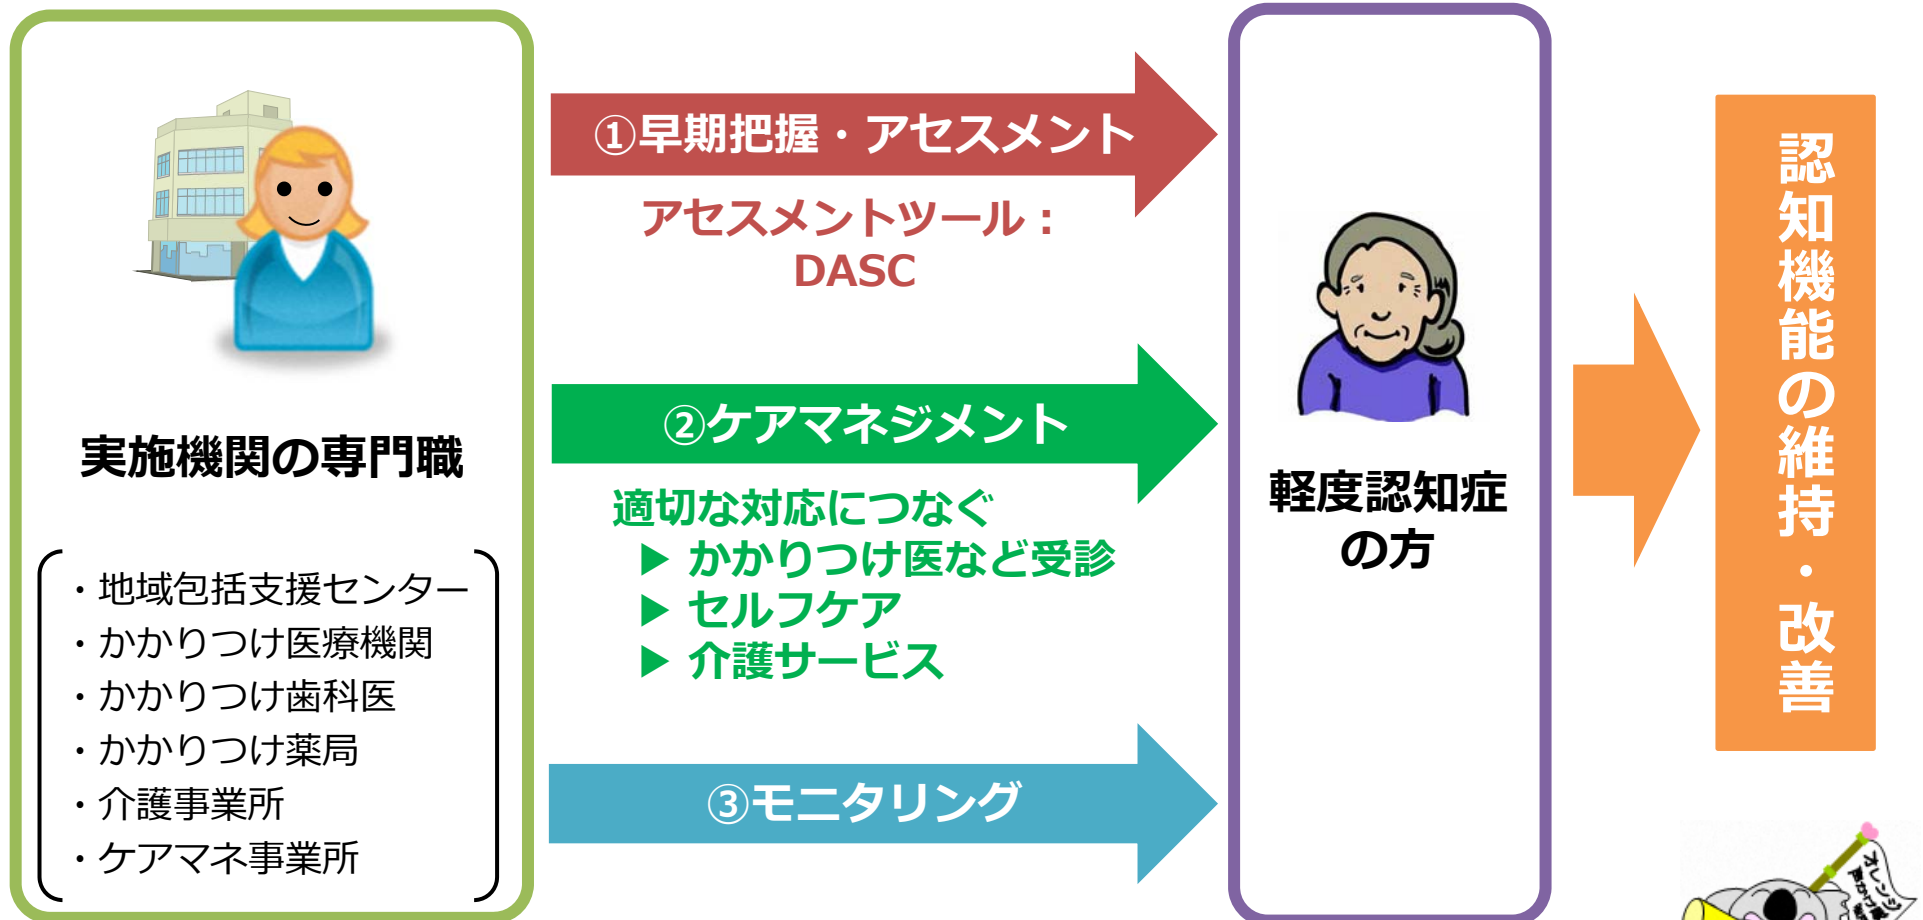 実施機関の専門職
・地域包括支援センター
・かかりつけ医療機関
・かかりつけ歯科医
・かかりつけ薬局
・介護事業所
・ケアマネ事業所
①早期把握・アセスメント
アセスメントツール：
DASC
②ケアマネジメント
適切な対応につなぐ
▶ かかりつけ医など受診
▶ セルフケア
▶ 介護サービス
③モニタリング
軽度認知症
の方
認知機能の維持・改善
オレンジ